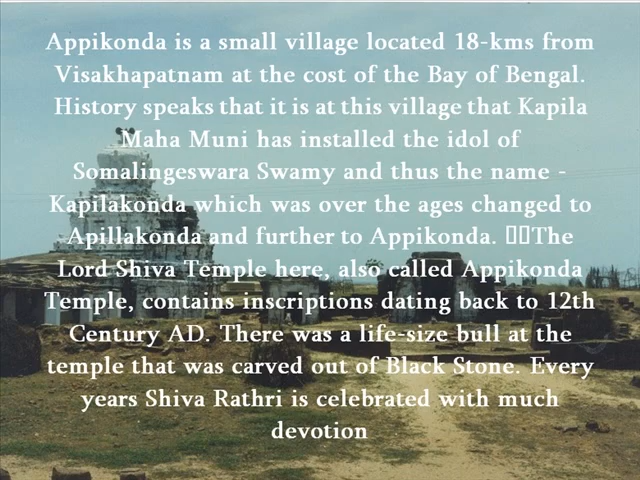 Appikonda is a small village located 18-kms from
Visakhapatnam at the cost of the Bay of Bengal.
History speaks that it is at this village that Kapila
Maha Muni has installed the idol of
Somalingeswara Swamy and thus the name -
Kapilakonda which was over the ages changed to
Apillakonda and further to Appikonda. □□The
Lord Shiva Temple here, also called Appikonda
Temple, contains inscriptions dating back to 12th
Century AD. There was a life-size bull at the
temple that was carved out of Black Stone. Every
years Shiva Rathri is celebrated with much
devotion